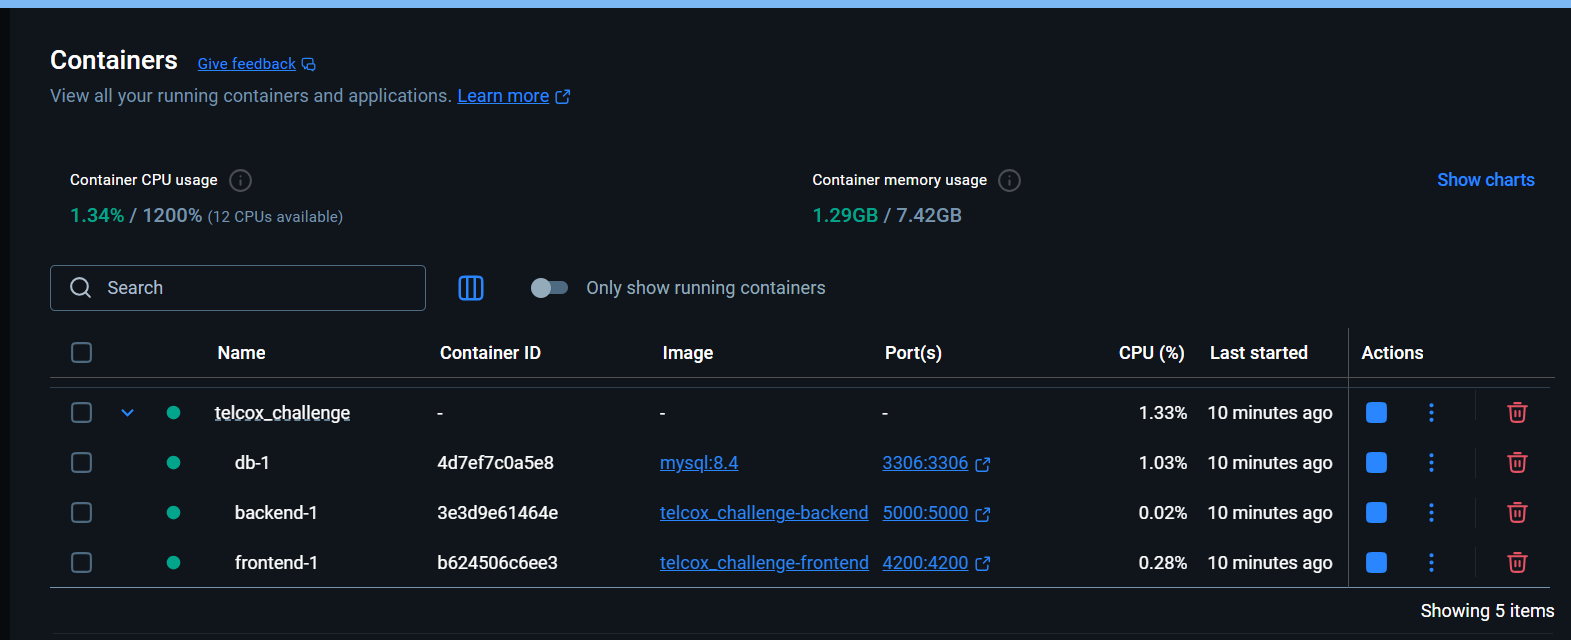 Containers Give feedback
View all your running containers and applications. Learn more
Container CPU usage
1.34% / 1200% (12 CPUs available)
Container memory usage
1.29GB / 7.42GB
Show charts
Search
Only show running containers
Name Container ID Image Port(s) CPU (%) Last started Actions
telcox_challenge - - - 1.33% 10 minutes ago
db-1 4d7ef7c0a5e8 mysql:8.4 3306:3306 1.03% 10 minutes ago
backend-1 3e3d9e61464e telcox_challenge-backend 5000:5000 0.02% 10 minutes ago
frontend-1 b624506c6ee3 telcox_challenge-frontend 4200:4200 0.28% 10 minutes ago
Showing 5 items